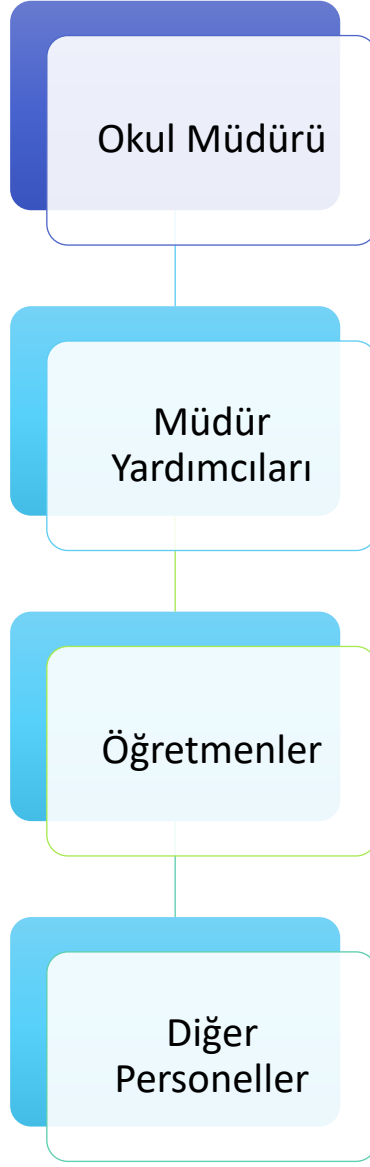 Okul Müdürü
Müdür
Yardımcıları
Öğretmenler
Diğer
Personeller